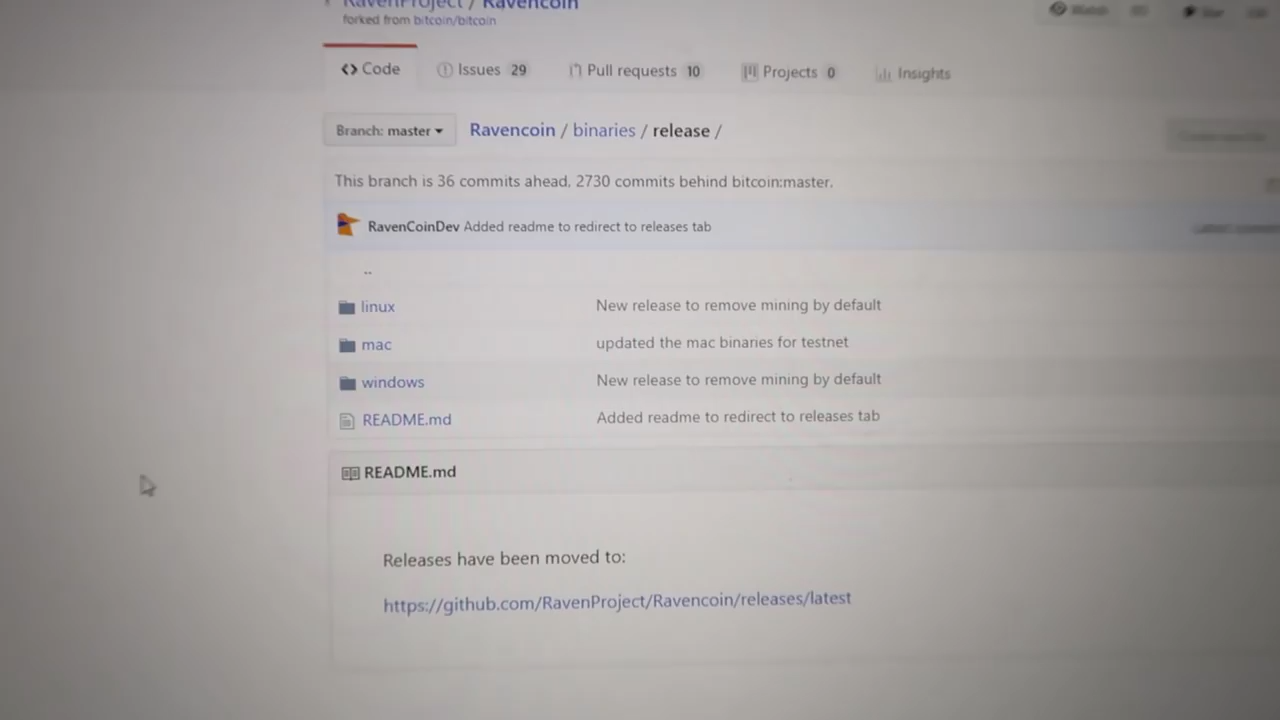 RavenProject / Ravencoin
forked from bitcoin/bitcoin
Code Issues 29 Pull requests 10 Projects 0 Insights
Branch: master Ravencoin / binaries / release /
This branch is 36 commits ahead, 2730 commits behind bitcoin:master.
RavenCoinDev Added readme to redirect to releases tab
..
linux New release to remove mining by default
mac updated the mac binaries for testnet
windows New release to remove mining by default
README.md Added readme to redirect to releases tab
README.md
Releases have been moved to:
https://github.com/RavenProject/Ravencoin/releases/latest